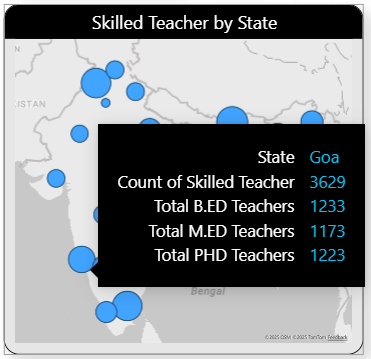 Skilled Teacher by State
ISTAN
State Goa
Count of Skilled Teacher 3629
Total B.ED Teachers 1233
Total M.ED Teachers 1173
Total PHD Teachers 1223
Bengal
©2025 OSM ©2025 TomTom Feedback